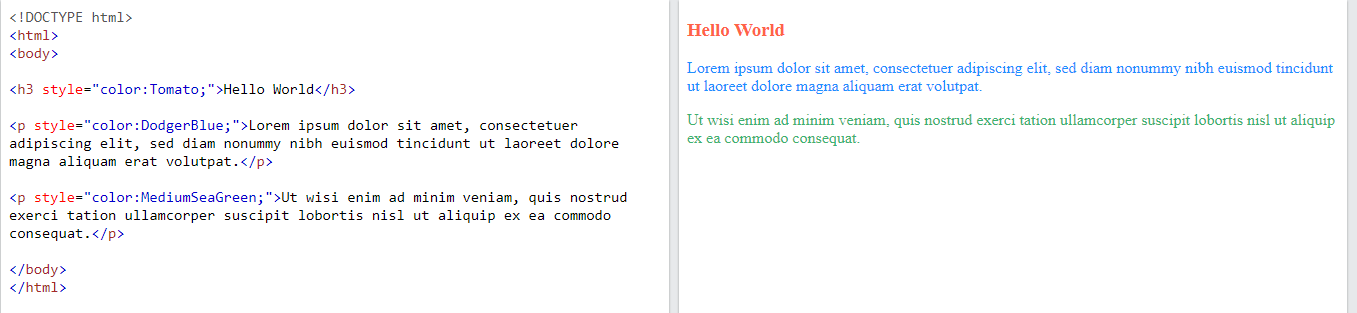 <!DOCTYPE html>
<html>
<body>
<h3 style="color:Tomato;">Hello World</h3>
<p style="color:DodgerBlue;">Lorem ipsum dolor sit amet, consectetuer
adipiscing elit, sed diam nonummy nibh euismod tincidunt ut laoreet dolore
magna aliquam erat volutpat.</p>
<p style="color:MediumSeaGreen;">Ut wisi enim ad minim veniam, quis nostrud
exerci tation ullamcorper suscipit lobortis nisl ut aliquip ex ea commodo
consequat.</p>
</body>
</html>
Hello World
Lorem ipsum dolor sit amet, consectetuer adipiscing elit, sed diam nonummy nibh euismod tincidunt
ut laoreet dolore magna aliquam erat volutpat.
Ut wisi enim ad minim veniam, quis nostrud exerci tation ullamcorper suscipit lobortis nisl ut aliquip
ex ea commodo consequat.